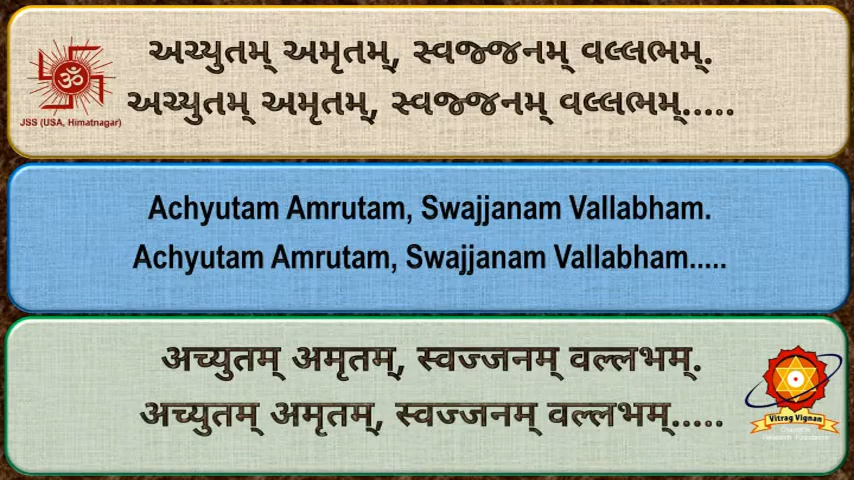 અચ્યુતમ્ અમૃતમ્, સ્વજ્જનમ્ વલ્લભમ્.
અચ્યુતમ્ અમૃતમ્, સ્વજ્જનમ્ વલ્લભમ્.....
ૐ
JSS (USA, Himatnagar)
Achyutam Amrutam, Swajjanam Vallabham.
Achyutam Amrutam, Swajjanam Vallabham.....
अच्युतम् अमृतम्, स्वज्जनम् वल्लभम्.
अच्युतम् अमृतम्, स्वज्जनम् वल्लभम्.....
Vitrag Vignan
Research Foundation